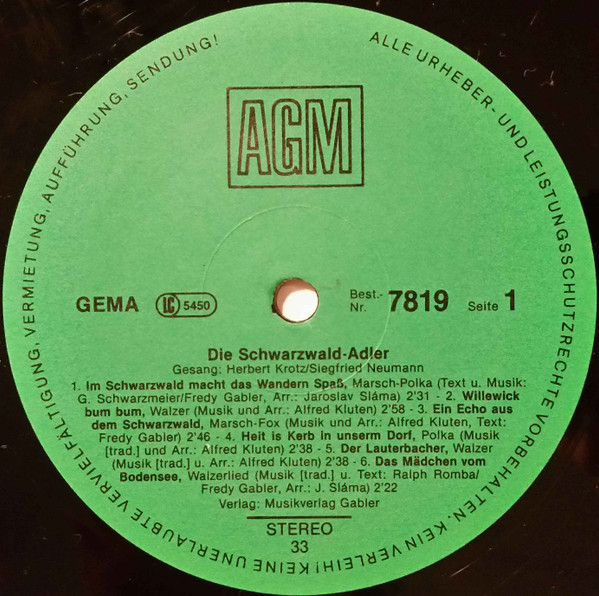 ALLE URHEBER- UND LEISTUNGSSCHUTZRECHTE VORBEHALTEN. KEIN VERLEIH! KEINE UNERLAUBTE VERVIELFÄLTIGUNG, VERMIETUNG, AUFFÜHRUNG, SENDUNG!
AGM
GEMA LC 5450 Best.-Nr. 7819 Seite 1
Die Schwarzwald-Adler
Gesang: Herbert Krotz/Siegfried Neumann
1. Im Schwarzwald macht das Wandern Spaß, Marsch-Polka (Text u. Musik:
G. Schwarzmeier/Fredy Gabler, Arr.: Jaroslav Sláma) 2'31 - 2. Willewick
bum bum, Walzer (Musik und Arr.: Alfred Kluten) 2'58 - 3. Ein Echo aus
dem Schwarzwald, Marsch-Fox (Musik und Arr.: Alfred Kluten, Text:
Fredy Gabler) 2'46 - 4. Heit is Kerb in unserm Dorf, Polka (Musik
[trad.] und Arr.: Alfred Kluten) 2'38 - 5. Der Lauterbacher, Walzer
(Musik [trad.] u. Arr.: Alfred Kluten) 2'38 - 6. Das Mädchen vom
Bodensee, Walzerlied (Musik u. Text: Ralph Romba/
Fredy Gabler, Arr.: J. Sláma) 2'22
Verlag: Musikverlag Gabler
STEREO
33